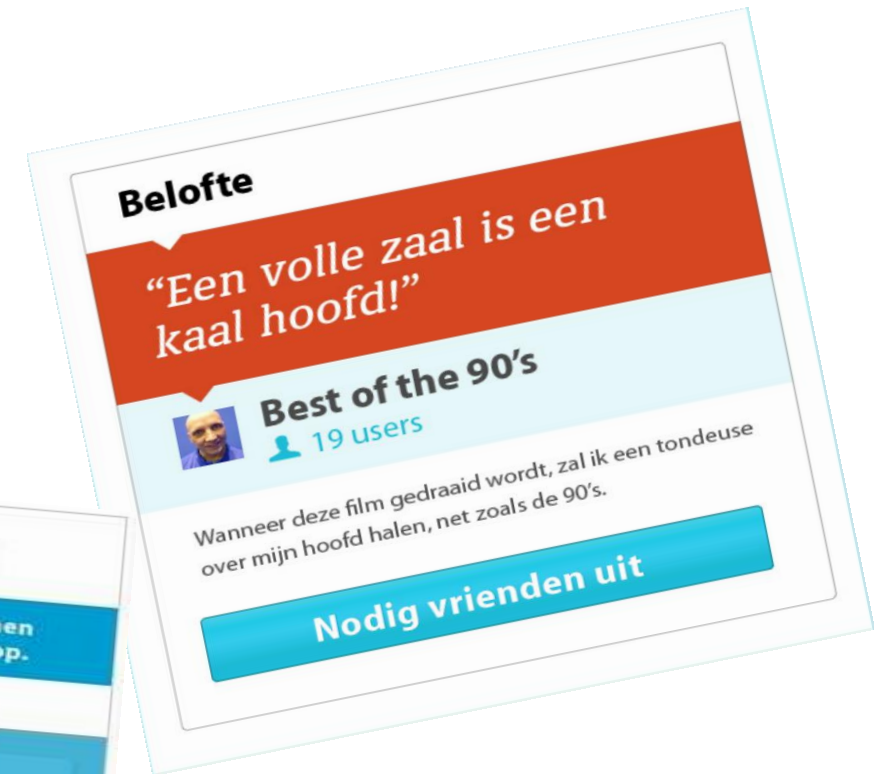 Belofte
“Een volle zaal is een
kaal hoofd!”
Best of the 90’s
19 users
Wanneer deze film gedraaid wordt, zal ik een tondeuse
over mijn hoofd halen, net zoals de 90’s.
Nodig vrienden uit